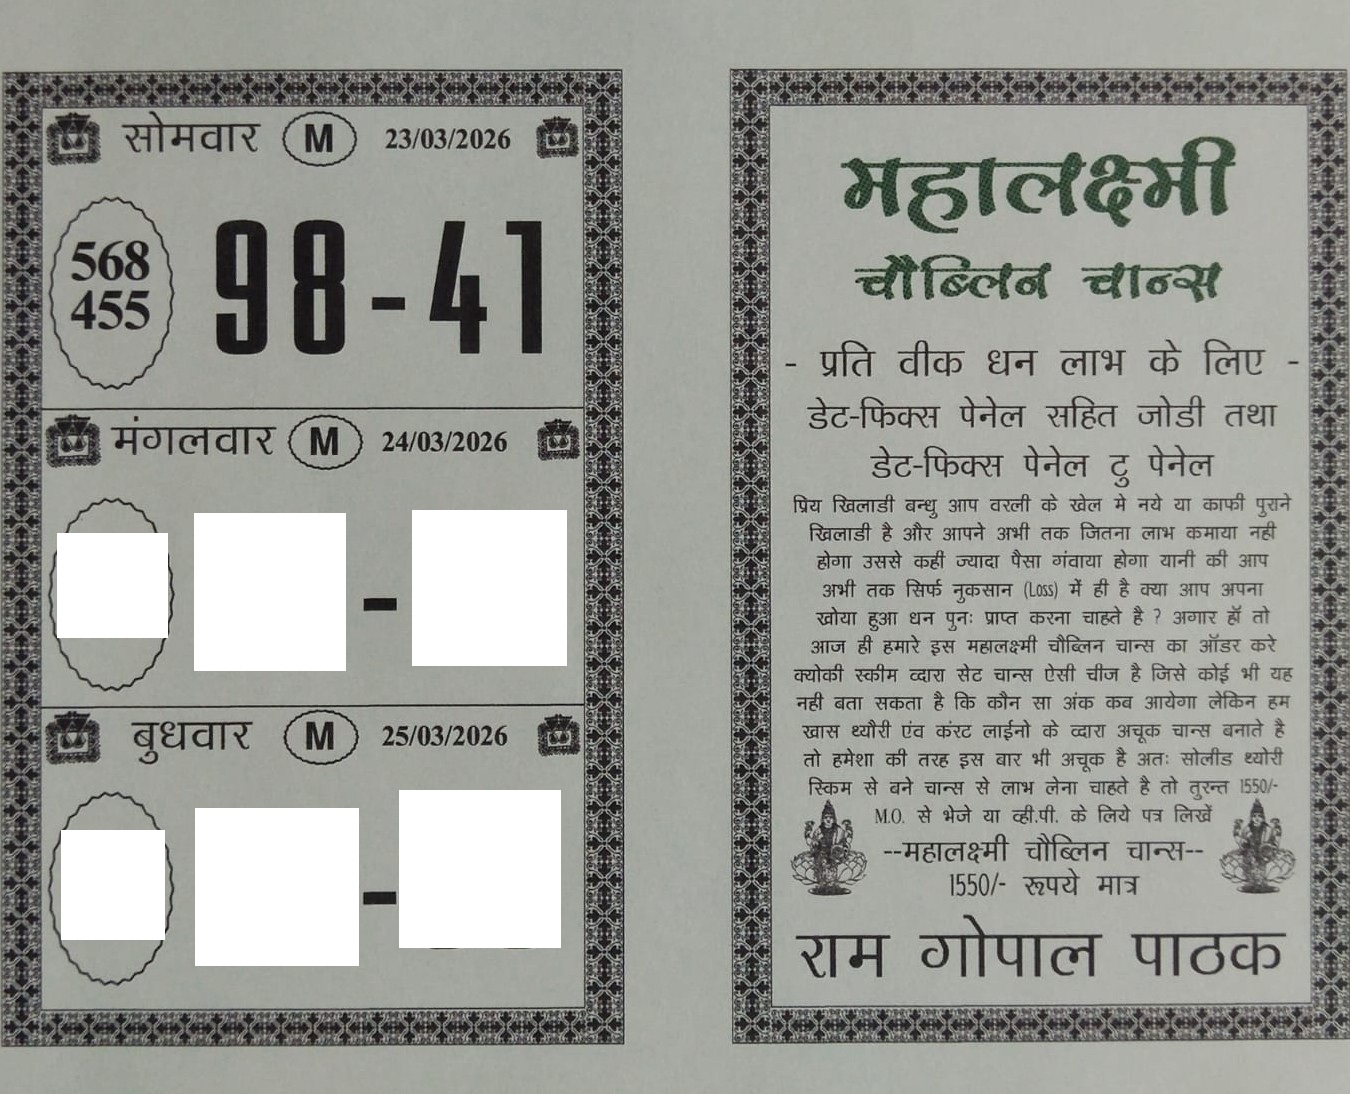 सोमवार M 23/03/2026
568
455
98-41
मंगलवार M 24/03/2026
-
बुधवार M 25/03/2026
-
महालक्ष्मी
चौब्लिन चान्स
- प्रति वीक धन लाभ के लिए -
डेट-फिक्स पेनेल सहित जोडी तथा
डेट-फिक्स पेनेल टु पेनेल
प्रिय खिलाडी बन्धु आप वरली के खेल मे नये या काफी पुराने
खिलाडी है और आपने अभी तक जितना लाभ कमाया नही
होगा उससे कही ज्यादा पैसा गंवाया होगा यानी की आप
अभी तक सिर्फ नुकसान (Loss) में ही है क्या आप अपना
खोया हुआ धन पुनः प्राप्त करना चाहते है ? अगार हॉ तो
आज ही हमारे इस महालक्ष्मी चौब्लिन चान्स का ऑडर करे
क्योकी स्कीम व्दारा सेट चान्स ऐसी चीज है जिसे कोई भी यह
नही बता सकता है कि कौन सा अंक कब आयेगा लेकिन हम
खास थ्यौरी एंव कंरट लाईनो के व्दारा अचूक चान्स बनाते है
तो हमेशा की तरह इस बार भी अचूक है अतः सोलीड थ्योरी
स्किम से बने चान्स से लाभ लेना चाहते है तो तुरन्त 1550/-
M.O. से भेजे या व्ही.पी. के लिये पत्र लिखें
--महालक्ष्मी चौब्लिन चान्स--
1550/- रूपये मात्र
राम गोपाल पाठक